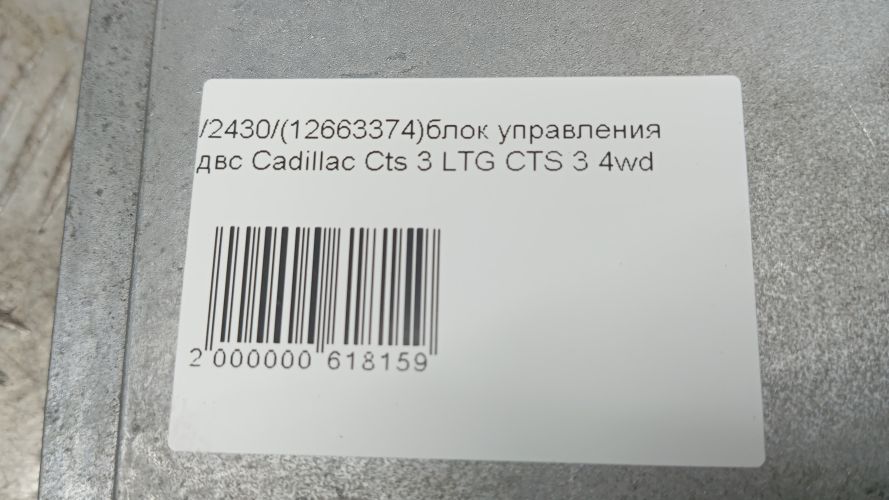 /2430/(12663374)блок управления
двс Cadillac Cts 3 LTG CTS 3 4wd
2 000000 618159